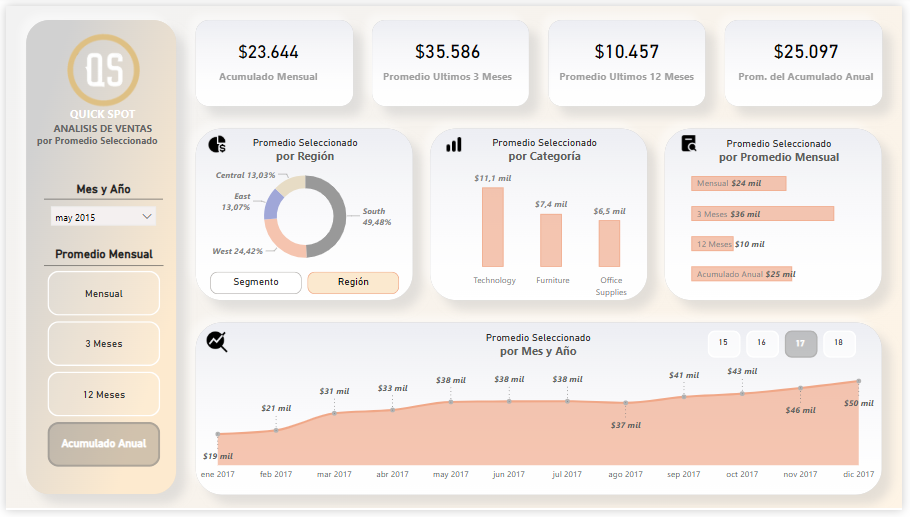 QS
QUICK SPOT
ANALISIS DE VENTAS
por Promedio Seleccionado
Mes y Año
may 2015
Promedio Mensual
Mensual
3 Meses
12 Meses
Acumulado Anual
$23.644
Acumulado Mensual
$35.586
Promedio Ultimos 3 Meses
$10.457
Promedio Ultimos 12 Meses
$25.097
Prom. del Acumulado Anual
Promedio Seleccionado
por Región
Central 13,03%
East
13,07%
South
49,48%
West 24,42%
Segmento
Región
Promedio Seleccionado
por Categoría
$11,1 mil
$7,4 mil
$6,5 mil
Technology
Furniture
Office
Supplies
Promedio Seleccionado
por Promedio Mensual
Mensual $24 mil
3 Meses $36 mil
12 Meses $10 mil
Acumulado Anual $25 mil
Promedio Seleccionado
por Mes y Año
15
16
17
18
$19 mil
$21 mil
$31 mil
$33 mil
$38 mil
$38 mil
$38 mil
$37 mil
$41 mil
$43 mil
$46 mil
$50 mil
ene 2017
feb 2017
mar 2017
abr 2017
may 2017
jun 2017
jul 2017
ago 2017
sep 2017
oct 2017
nov 2017
dic 2017